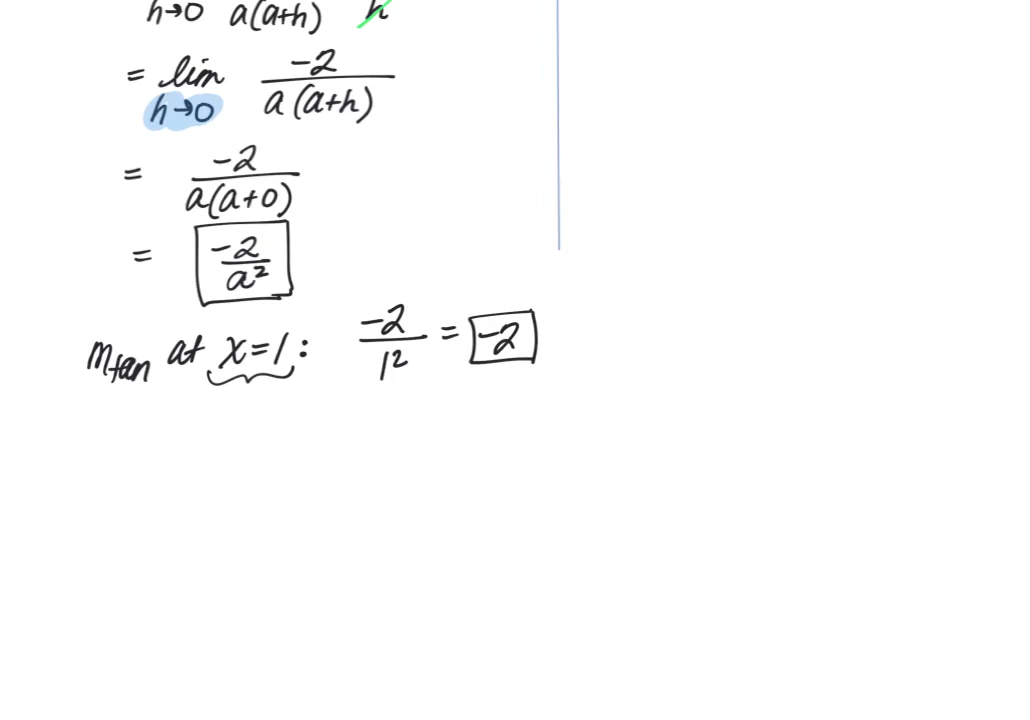 h→0 a(a+h) h
= lim h→0 -2/(a(a+h))
= -2/(a(a+0))
= -2/a²
m_tan at x=1: -2/1² = -2